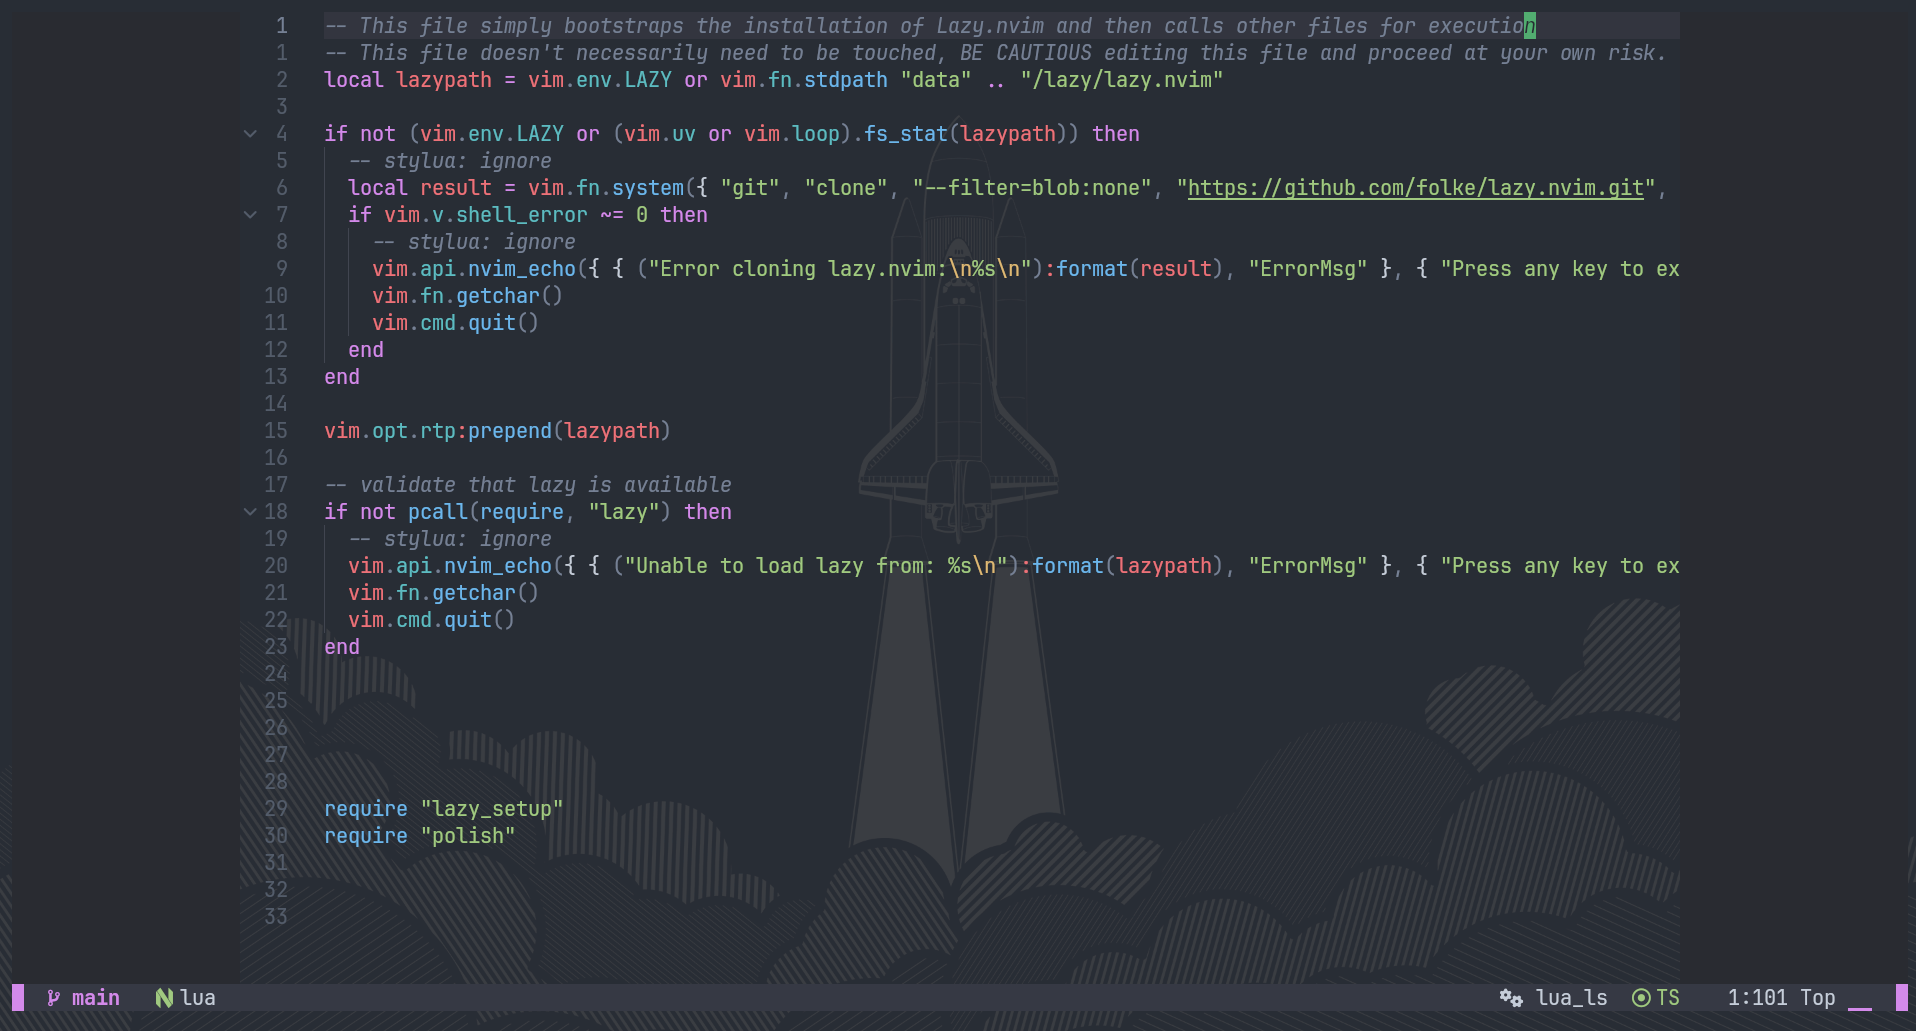 1 -- This file simply bootstraps the installation of Lazy.nvim and then calls other files for execution
1 -- This file doesn't necessarily need to be touched, BE CAUTIOUS editing this file and proceed at your own risk.
2 local lazypath = vim.env.LAZY or vim.fn.stdpath "data" .. "/lazy/lazy.nvim"
3
4 if not (vim.env.LAZY or (vim.uv or vim.loop).fs_stat(lazypath)) then
5 -- stylua: ignore
6 local result = vim.fn.system({ "git", "clone", "--filter=blob:none", "https://github.com/folke/lazy.nvim.git",
7 if vim.v.shell_error ~= 0 then
8 -- stylua: ignore
9 vim.api.nvim_echo({ { ("Error cloning lazy.nvim:\n%s\n"):format(result), "ErrorMsg" }, { "Press any key to ex
10 vim.fn.getchar()
11 vim.cmd.quit()
12 end
13 end
14
15 vim.opt.rtp:prepend(lazypath)
16
17 -- validate that lazy is available
18 if not pcall(require, "lazy") then
19 -- stylua: ignore
20 vim.api.nvim_echo({ { ("Unable to load lazy from: %s\n"):format(lazypath), "ErrorMsg" }, { "Press any key to ex
21 vim.fn.getchar()
22 vim.cmd.quit()
23 end
24
25
26
27
28
29 require "lazy_setup"
30 require "polish"
31
32
33
main lua lua_ls TS 1:101 Top